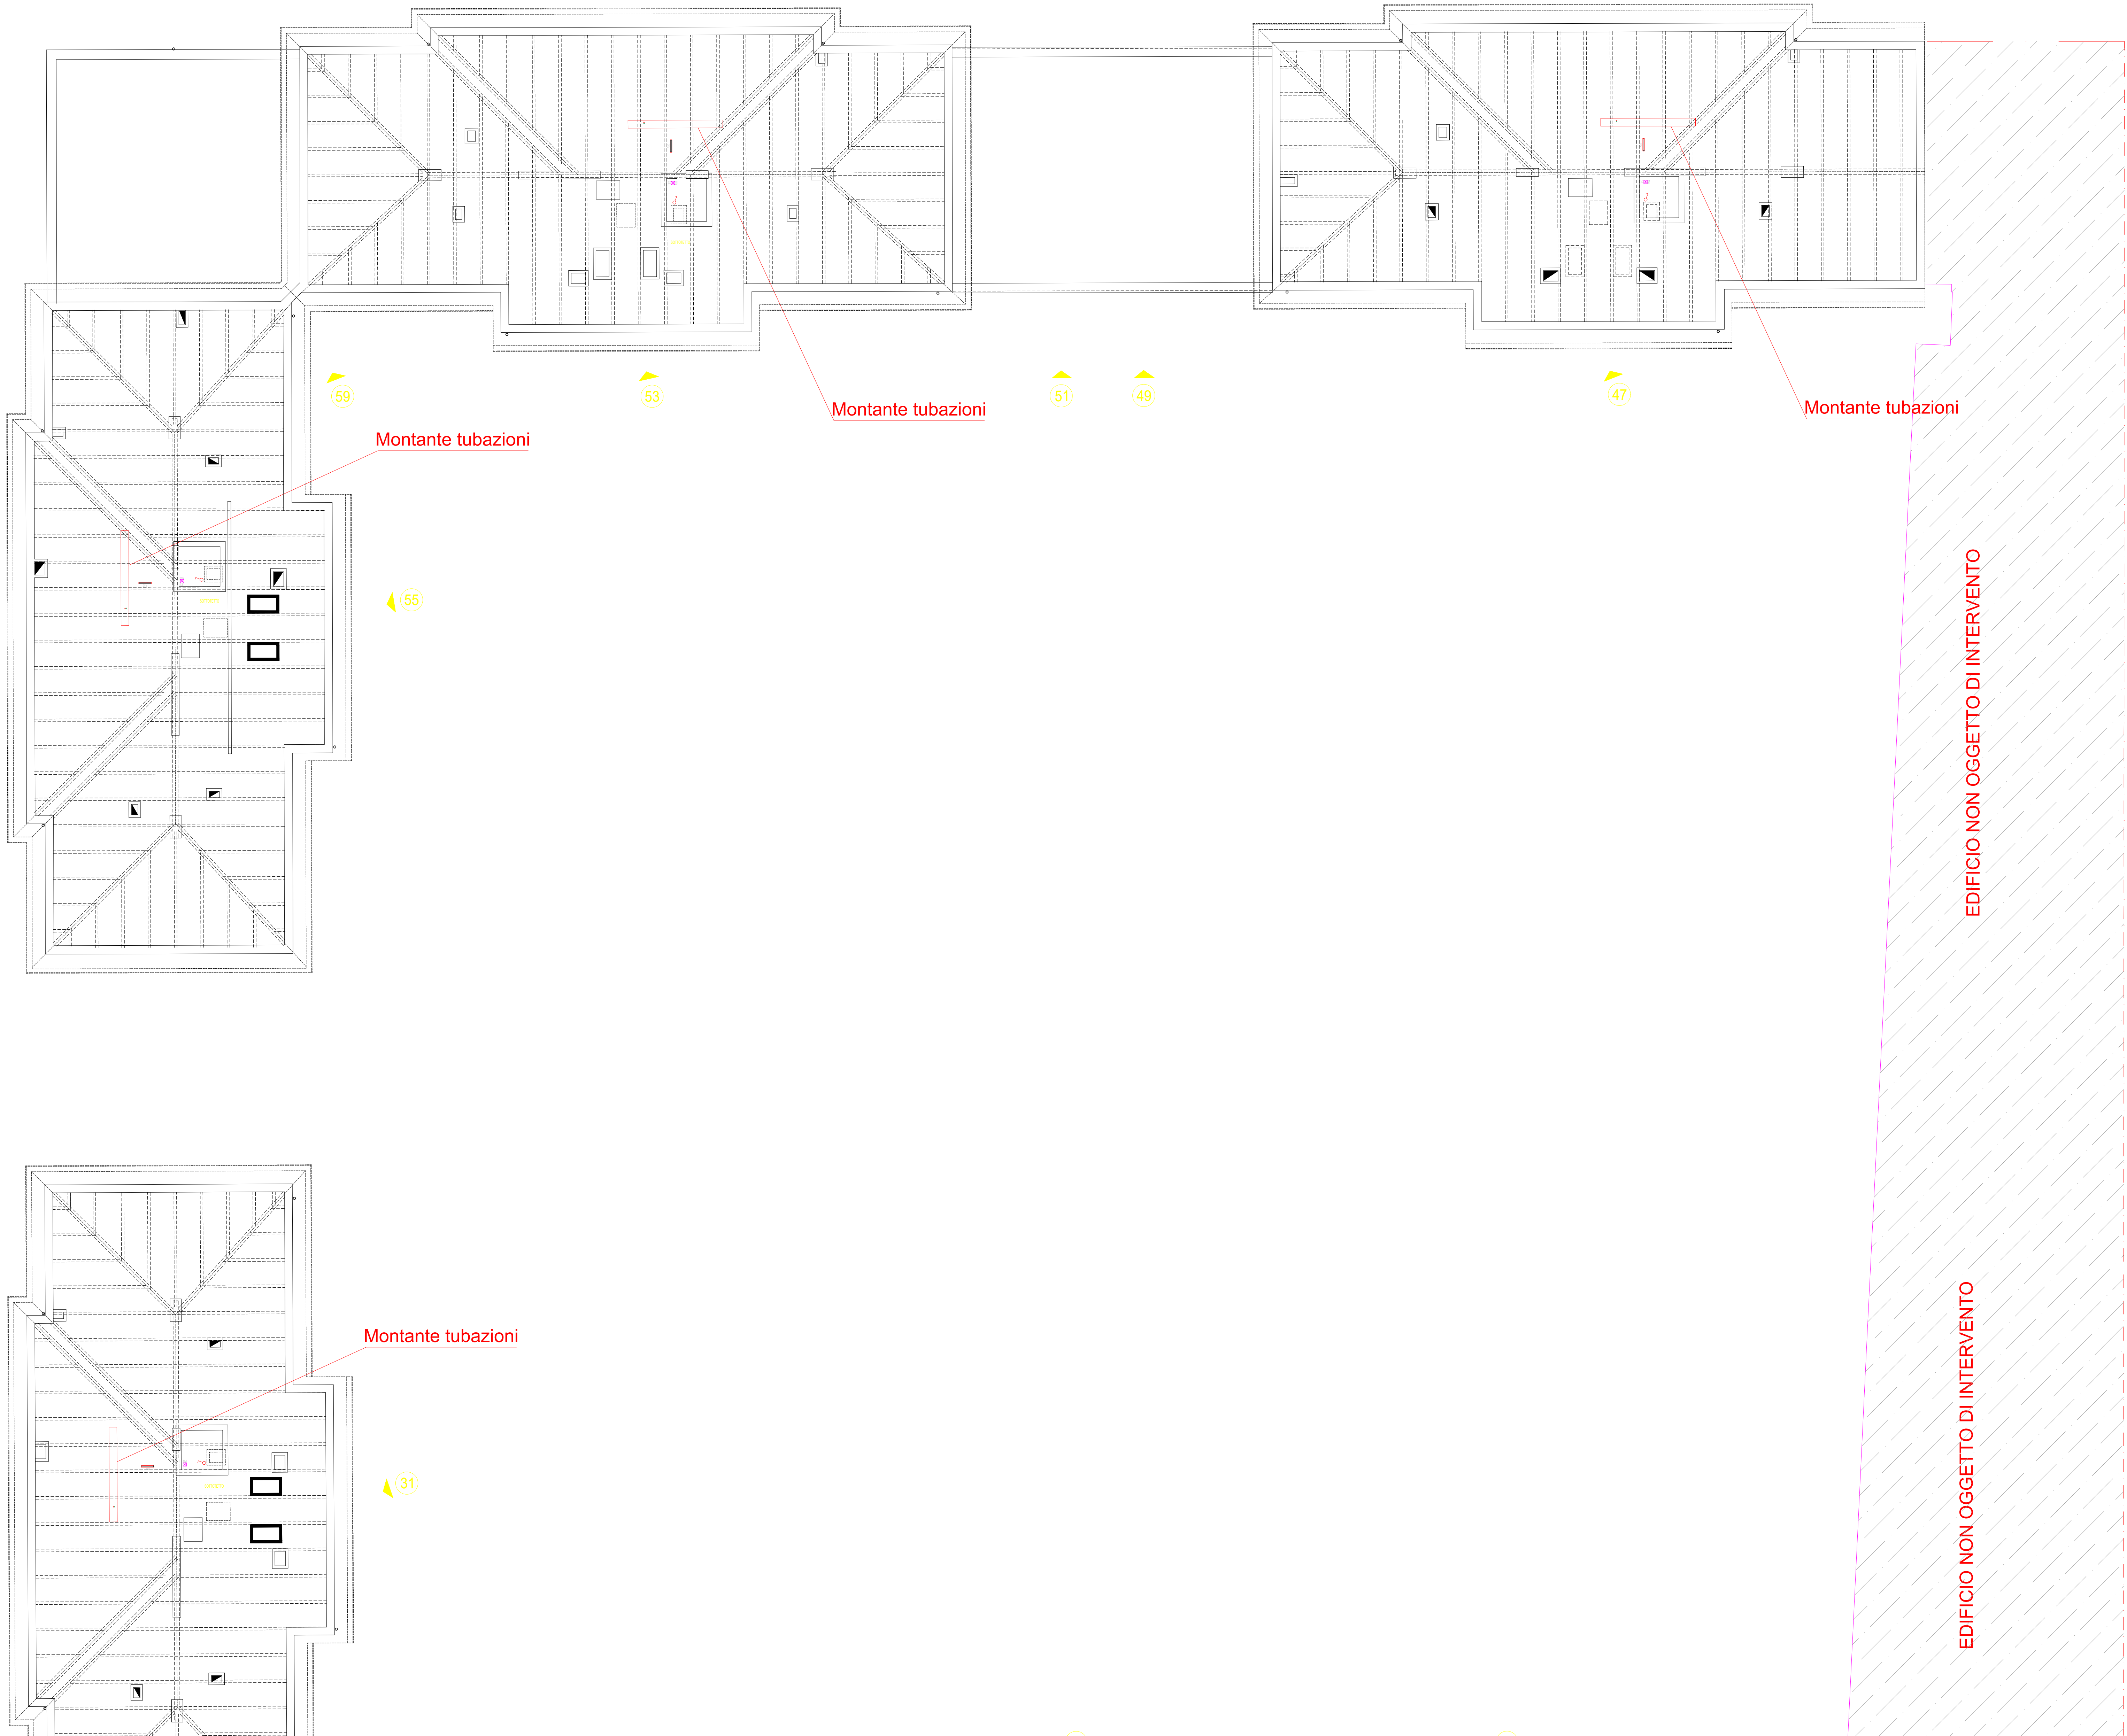 59
53
51
49
47
Montante tubazioni
Montante tubazioni
Montante tubazioni
55
EDIFICIO NON OGGETTO DI INTERVENTO
Montante tubazioni
31
EDIFICIO NON OGGETTO DI INTERVENTO